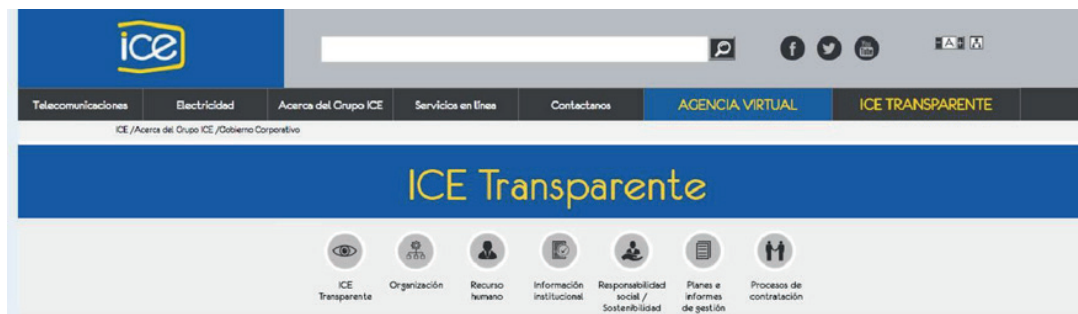 ice
Telecomunicaciones Electricidad Acerca del Grupo ICE Servicios en línea Contactanos AGENCIA VIRTUAL ICE TRANSPARENTE
ICE /Acerca del Grupo ICE /Gobierno Corporativo
ICE Transparente
ICE Transparente
Organización
Recurso humano
Información institucional
Responsabilidad social / Sostenibilidad
Planes e informes de gestión
Procesos de contratación